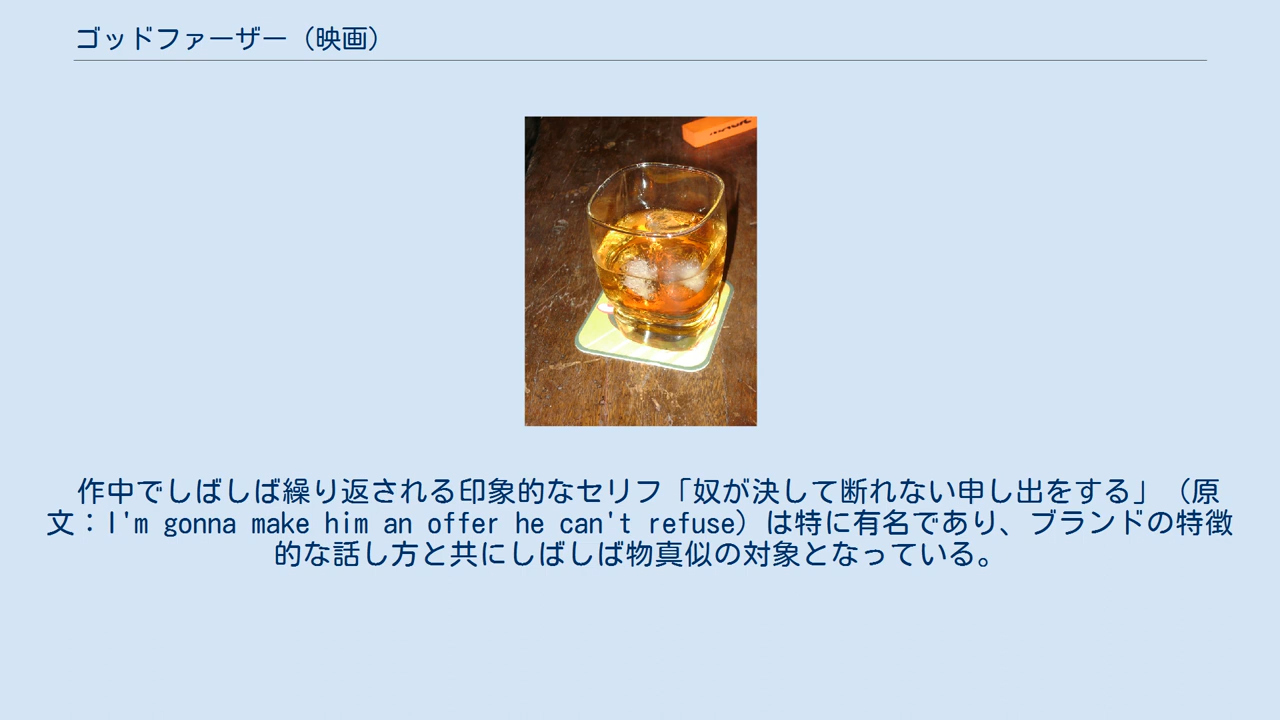 ゴッドファーザー（映画）
作中でしばしば繰り返される印象的なセリフ「奴が決して断れない申し出をする」（原
文：I'm gonna make him an offer he can't refuse）は特に有名であり、ブランドの特徴
的な話し方と共にしばしば物真似の対象となっている。